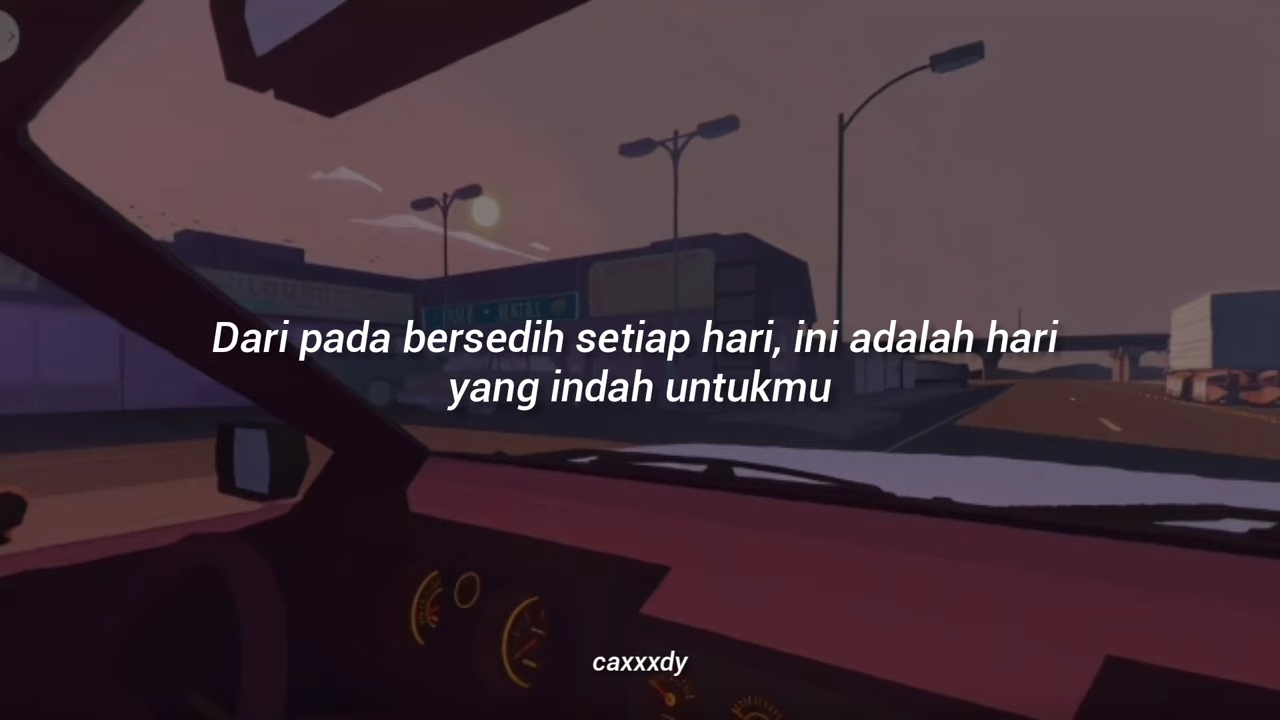 Dari pada bersedih setiap hari, ini adalah hari
yang indah untukmu
caxxxdy